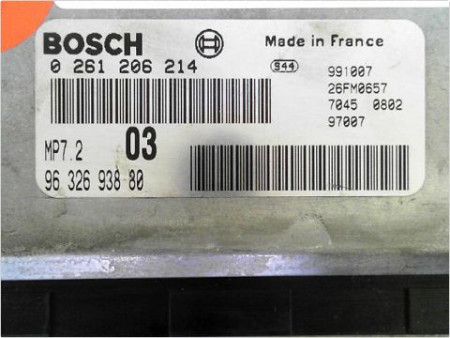 BOSCH Made in France
0 261 206 214 944 991007
26FM0657
7045 0802
97007
MP7.2 03
96 326 938 80